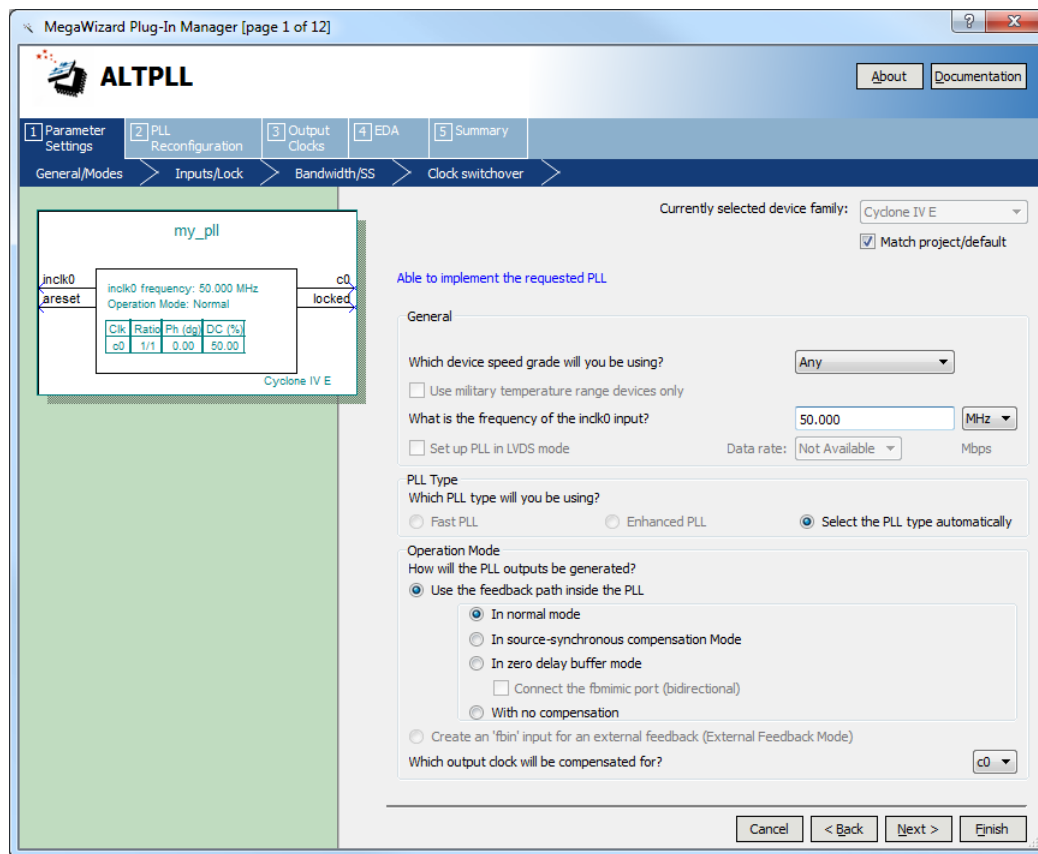 MegaWizard Plug-In Manager [page 1 of 12]
ALTPLL
About
Documentation
1 Parameter Settings
2 PLL Reconfiguration
3 Output Clocks
4 EDA
5 Summary
General/Modes
Inputs/Lock
Bandwidth/SS
Clock switchover
my_pll
inclk0
areset
c0
locked
inclk0 frequency: 50.000 MHz
Operation Mode: Normal
Clk Ratio Ph (dg) DC (%)
c0 1/1 0.00 50.00
Cyclone IV E
Currently selected device family: Cyclone IV E
Match project/default
Able to implement the requested PLL
General
Which device speed grade will you be using? Any
Use military temperature range devices only
What is the frequency of the inclk0 input? 50.000 MHz
Set up PLL in LVDS mode Data rate: Not Available Mbps
PLL Type
Which PLL type will you be using?
Fast PLL Enhanced PLL Select the PLL type automatically
Operation Mode
How will the PLL outputs be generated?
Use the feedback path inside the PLL
In normal mode
In source-synchronous compensation Mode
In zero delay buffer mode
Connect the fbmimic port (bidirectional)
With no compensation
Create an 'fbin' input for an external feedback (External Feedback Mode)
Which output clock will be compensated for? c0
Cancel < Back Next > Finish